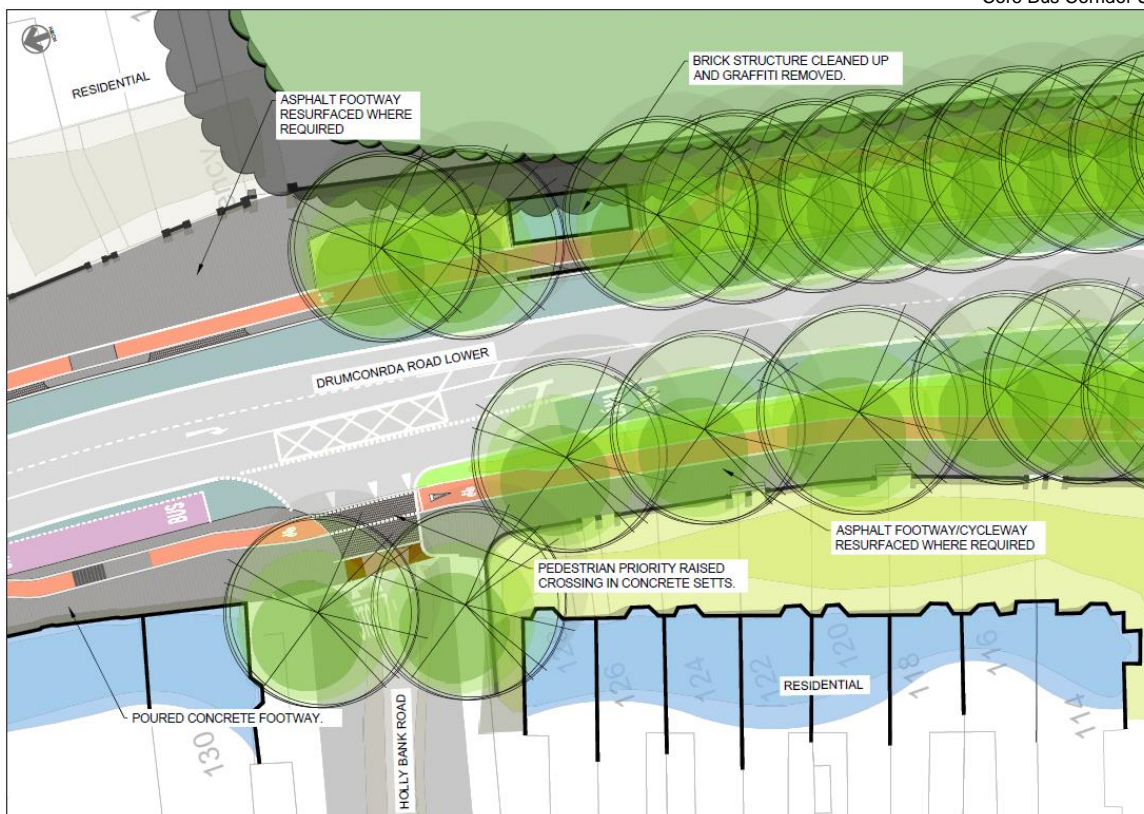 Core Bus Corridor S
NORTH
RESIDENTIAL
ASPHALT FOOTWAY
RESURFACED WHERE
REQUIRED
BRICK STRUCTURE CLEANED UP
AND GRAFFITI REMOVED.
DRUMCONRDA ROAD LOWER
BUS
BUS
ASPHALT FOOTWAY/CYCLEWAY
RESURFACED WHERE REQUIRED
PEDESTRIAN PRIORITY RAISED
CROSSING IN CONCRETE SETTS.
POURED CONCRETE FOOTWAY.
130
HOLLY BANK ROAD
126
124
122
120
118
116
114
RESIDENTIAL